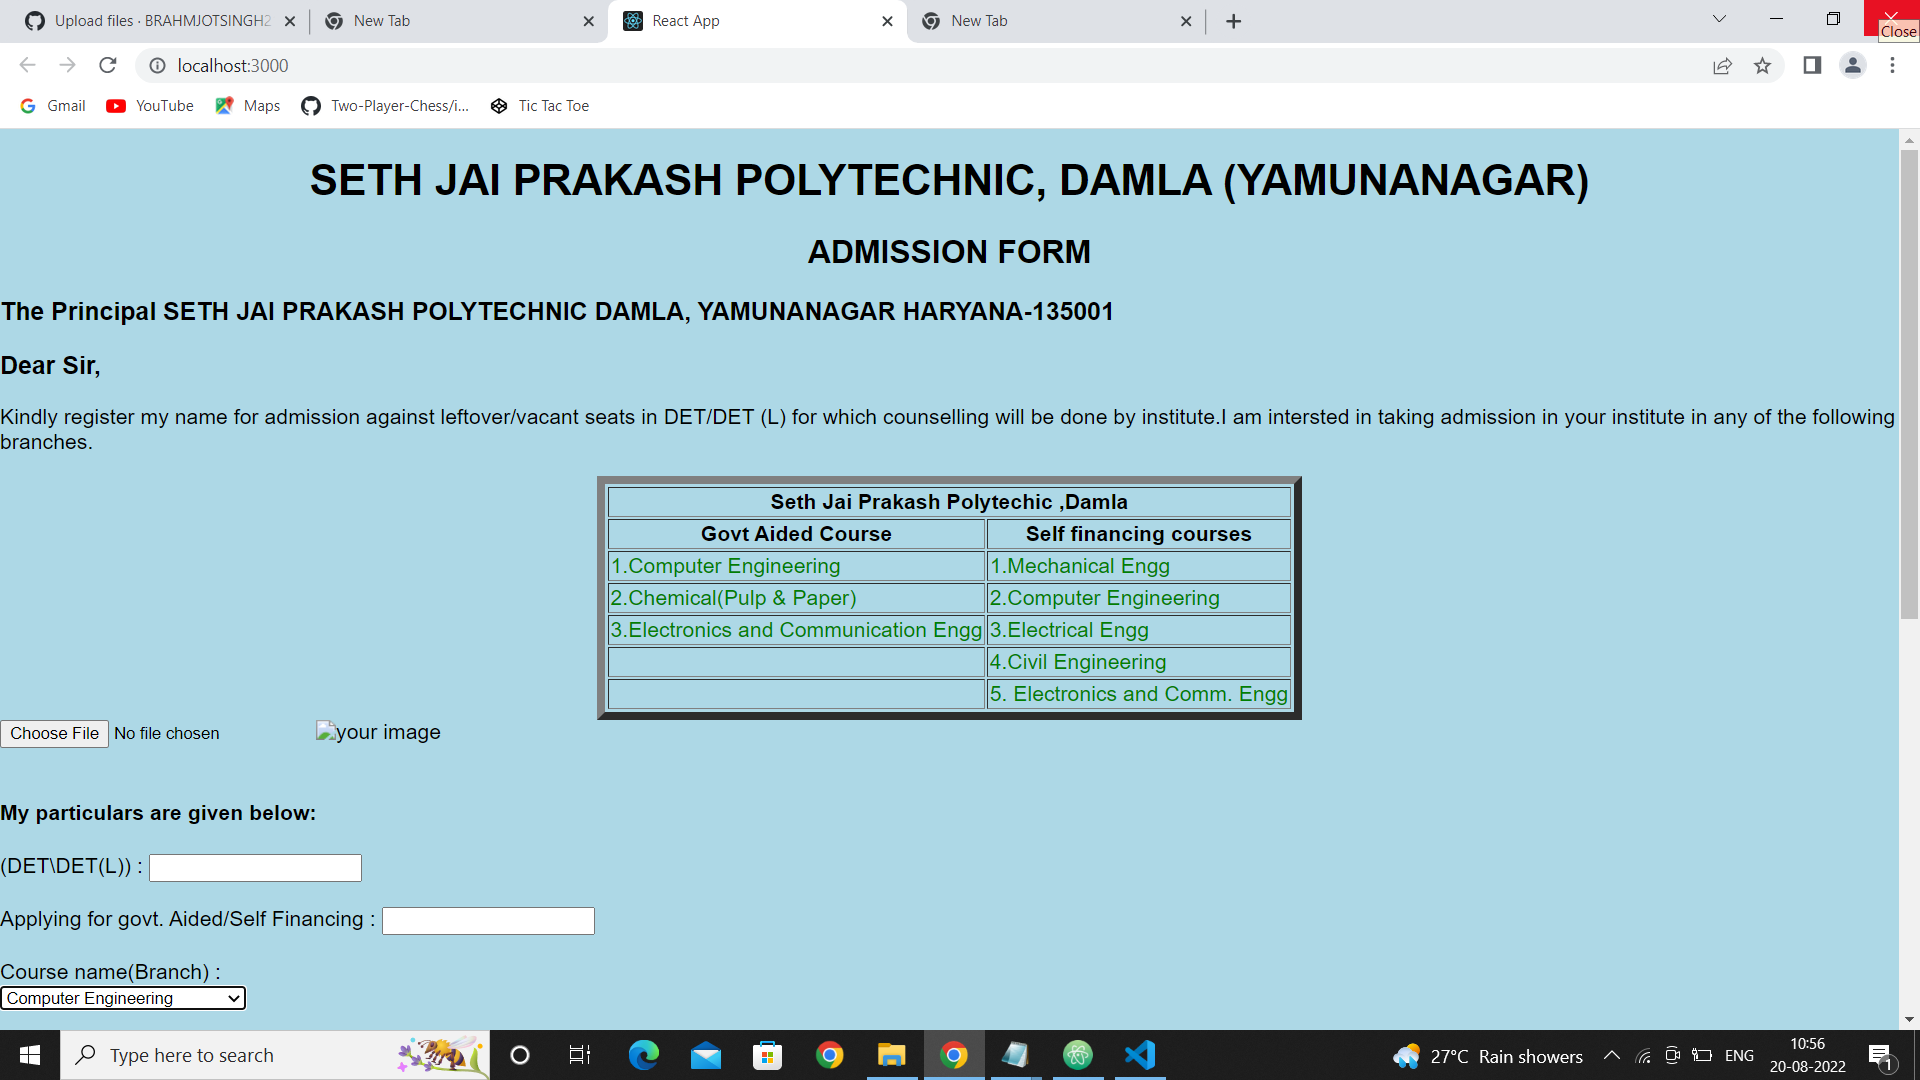 Upload files · BRAHMJOTSINGH2
New Tab
React App
New Tab
Close
localhost:3000
Gmail
YouTube
Maps
Two-Player-Chess/i...
Tic Tac Toe
SETH JAI PRAKASH POLYTECHNIC, DAMLA (YAMUNANAGAR)
ADMISSION FORM
The Principal SETH JAI PRAKASH POLYTECHNIC DAMLA, YAMUNANAGAR HARYANA-135001
Dear Sir,
Kindly register my name for admission against leftover/vacant seats in DET/DET (L) for which counselling will be done by institute.I am intersted in taking admission in your institute in any of the following
branches.
Seth Jai Prakash Polytechic ,Damla
Govt Aided Course Self financing courses
1.Computer Engineering 1.Mechanical Engg
2.Chemical(Pulp & Paper) 2.Computer Engineering
3.Electronics and Communication Engg 3.Electrical Engg
4.Civil Engineering
5. Electronics and Comm. Engg
Choose File No file chosen your image
My particulars are given below:
(DET\DET(L)) :
Applying for govt. Aided/Self Financing :
Course name(Branch) :
Computer Engineering
Type here to search
27°C Rain showers
ENG
10:56
20-08-2022
1